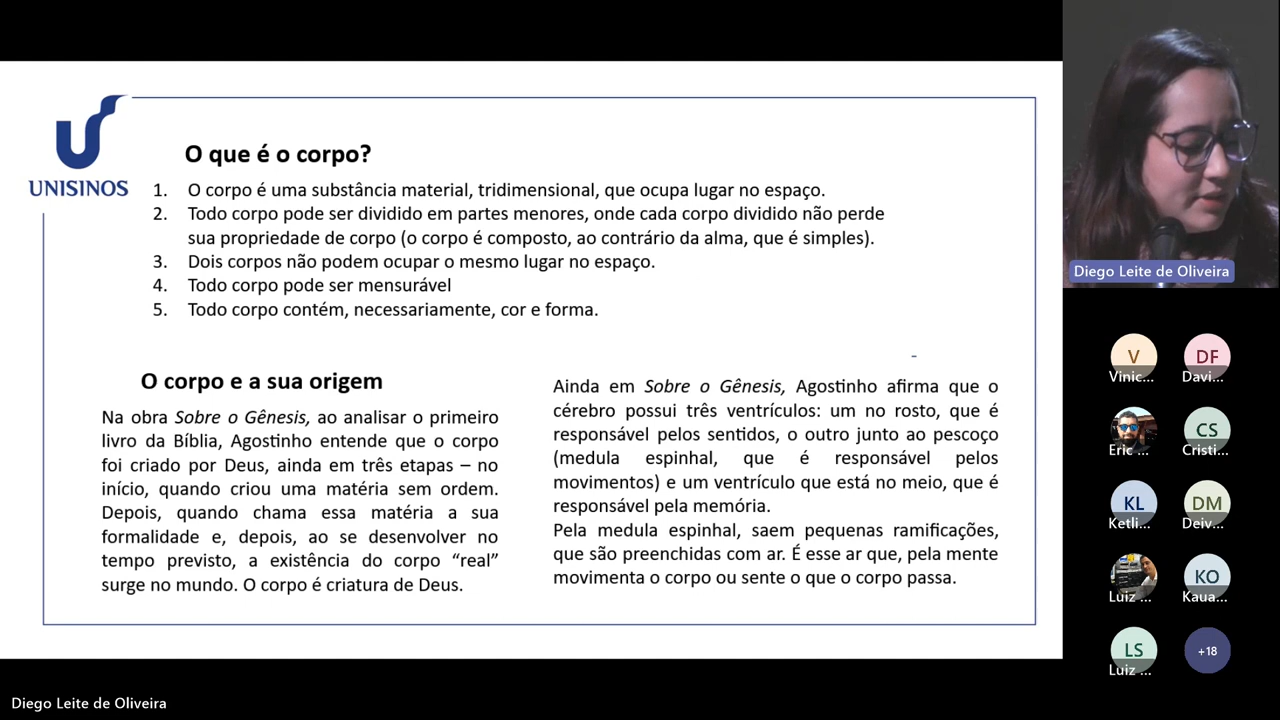 UNISINOS
O que é o corpo?
1. O corpo é uma substância material, tridimensional, que ocupa lugar no espaço.
2. Todo corpo pode ser dividido em partes menores, onde cada corpo dividido não perde
sua propriedade de corpo (o corpo é composto, ao contrário da alma, que é simples).
3. Dois corpos não podem ocupar o mesmo lugar no espaço.
4. Todo corpo pode ser mensurável
5. Todo corpo contém, necessariamente, cor e forma.
O corpo e a sua origem
Na obra Sobre o Gênesis, ao analisar o primeiro
livro da Bíblia, Agostinho entende que o corpo
foi criado por Deus, ainda em três etapas – no
início, quando criou uma matéria sem ordem.
Depois, quando chama essa matéria a sua
formalidade e, depois, ao se desenvolver no
tempo previsto, a existência do corpo “real”
surge no mundo. O corpo é criatura de Deus.
-
Ainda em Sobre o Gênesis, Agostinho afirma que o
cérebro possui três ventrículos: um no rosto, que é
responsável pelos sentidos, o outro junto ao pescoço
(medula espinhal, que é responsável pelos
movimentos) e um ventrículo que está no meio, que é
responsável pela memória.
Pela medula espinhal, saem pequenas ramificações,
que são preenchidas com ar. É esse ar que, pela mente
movimenta o corpo ou sente o que o corpo passa.
Diego Leite de Oliveira
V DF
Vinic... Davi...
CS
Eric ... Cristi...
KL DM
Ketli... Deiv...
KO
Luiz ... Kaua...
LS +18
Luiz ...
Diego Leite de Oliveira